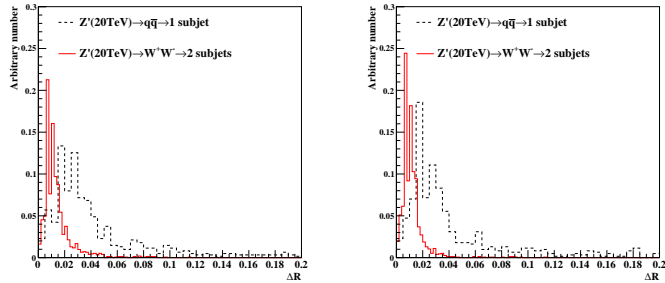 Arbitrary number
0.3
0.25
0.2
0.15
0.1
0.05
0
Z'(20TeV)→qq̅→1 subjet
Z'(20TeV)→W⁺W⁻→2 subjets
0 0.02 0.04 0.06 0.08 0.1 0.12 0.14 0.16 0.18 0.2
ΔR
Arbitrary number
0.3
0.25
0.2
0.15
0.1
0.05
0
Z'(20TeV)→qq̅→1 subjet
Z'(20TeV)→W⁺W⁻→2 subjets
0 0.02 0.04 0.06 0.08 0.1 0.12 0.14 0.16 0.18 0.2
ΔR